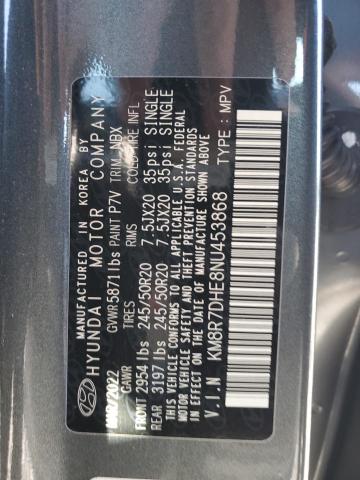 MANUFACTURED IN KOREA BY
HYUNDAI MOTOR COMPANY
GVWR 5871lbs PAINT P7V TRIM NBX
/2022 GAWR TIRES RIMS COLD TIRE INFL
FRONT 2954lbs 245/50R20 7.5JX20 35psi SINGLE
REAR 3197lbs 245/50R20 7.5JX20 35psi SINGLE
THIS VEHICLE CONFORMS TO ALL APPLICABLE U.S.A. FEDERAL
MOTOR VEHICLE SAFETY AND THEFT PREVENTION STANDARDS
IN EFFECT ON THE DATE OF MANUFACTURE SHOWN ABOVE.
V I N : KM8R7DHE8NU453868 TYPE : MPV